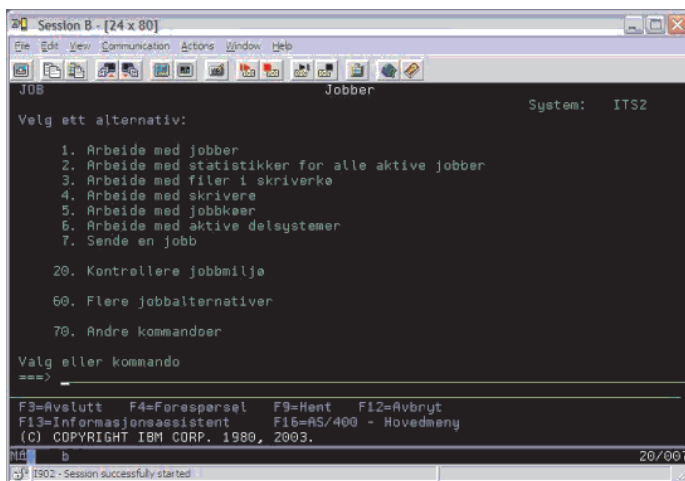 Session B - [24 x 80]
File Edit View Communication Actions Window Help
JOB Jobber
System: ITS2
Velg ett alternativ:
1. Arbeide med jobber
2. Arbeide med statistikker for alle aktive jobber
3. Arbeide med filer i skriverkø
4. Arbeide med skrivere
5. Arbeide med jobbkøer
6. Arbeide med aktive delsystemer
7. Sende en jobb
20. Kontrollere jobbmiljø
60. Flere jobbalternativer
70. Andre kommandoer
Valg eller kommando
===>
F3=Avslutt F4=Forespørsel F9=Hent F12=Avbryt
F13=Informasjonsassistent F16=AS/400 - Hovedmeny
(C) COPYRIGHT IBM CORP. 1980, 2003.
b 20/007
I902 - Session successfully started